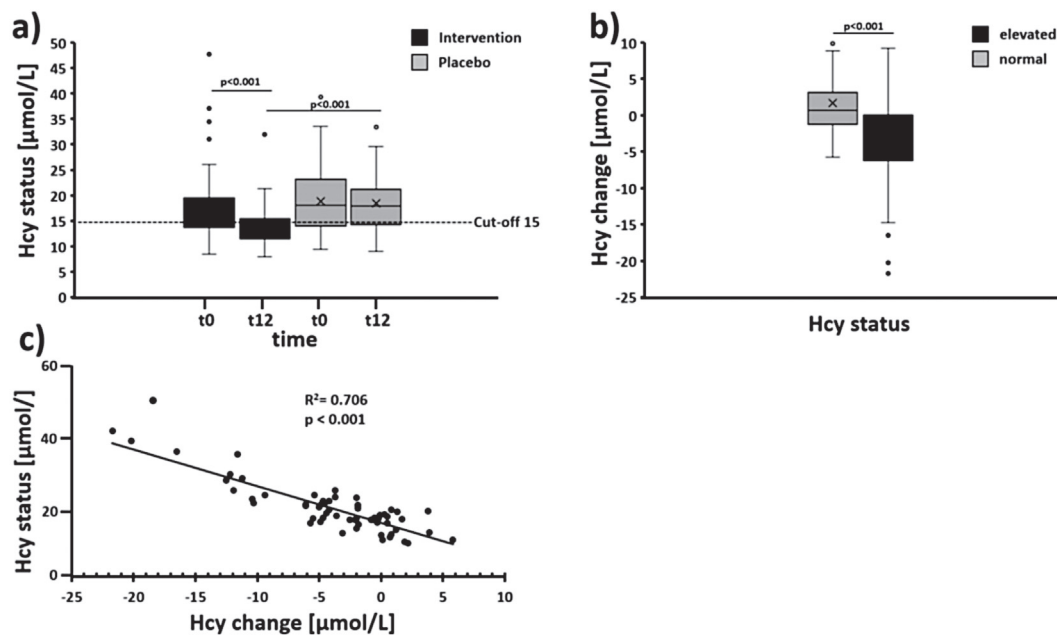 a)
Hcy status [µmol/L]
50
45
40
35
30
25
20
15
10
5
0
Intervention
Placebo
p<0.001
p<0.001
Cut-off 15
t0 t12 t0 t12
time
b)
Hcy change [µmol/L]
10
5
0
-5
-10
-15
-20
-25
p<0.001
elevated
normal
Hcy status
c)
Hcy status [µmol/]
60
40
20
0
R²= 0.706
p < 0.001
-25 -20 -15 -10 -5 0 5 10
Hcy change [µmol/L]